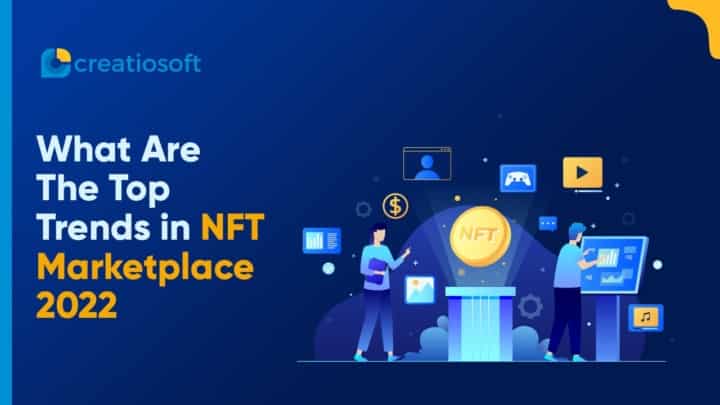 creatiosoft
What Are
The Top
Trends in NFT
Marketplace
2022
$
NFT